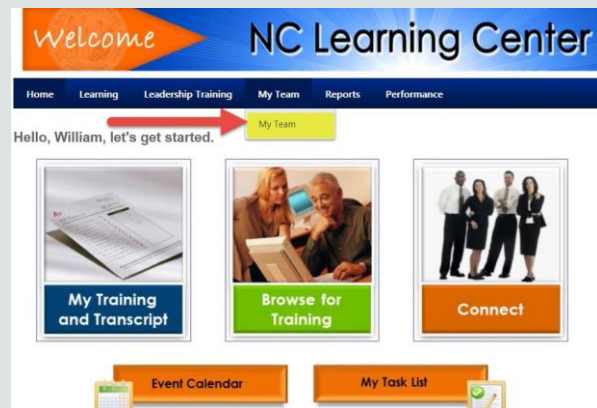 Welcome
NC Learning Center
Home Learning Leadership Training My Team Reports Performance
My Team
Hello, William, let's get started.
My Training
and Transcript
Browse for
Training
Connect
Event Calendar
My Task List